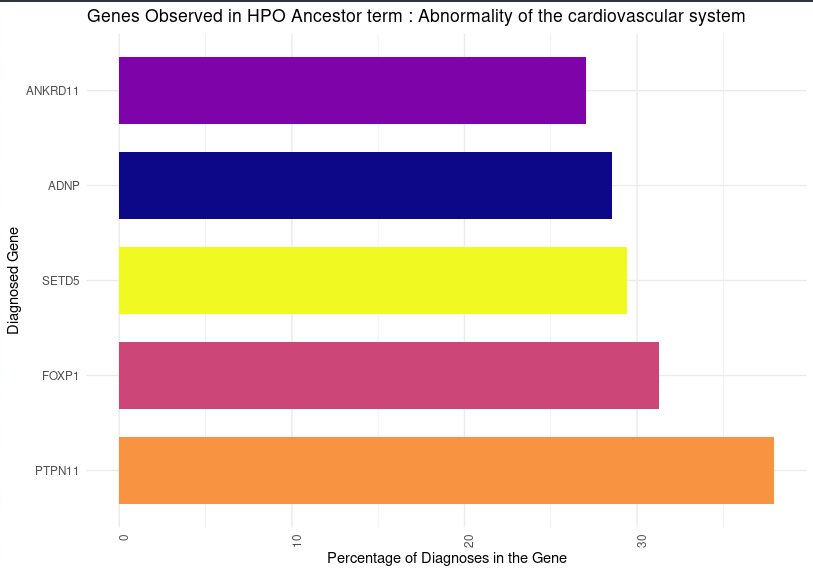 Genes Observed in HPO Ancestor term : Abnormality of the cardiovascular system
Diagnosed Gene
ANKRD11
ADNP
SETD5
FOXP1
PTPN11
0
10
20
30
Percentage of Diagnoses in the Gene